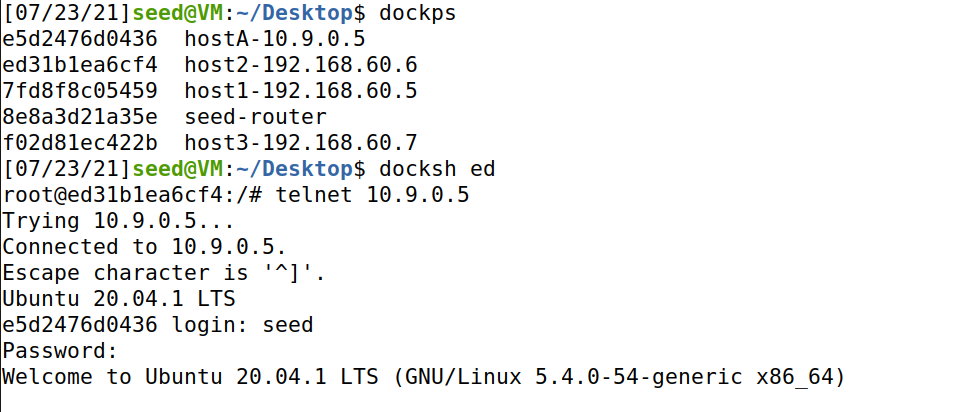 [07/23/21]seed@VM:~/Desktop$ dockps
e5d2476d0436  hostA-10.9.0.5
ed31b1ea6cf4  host2-192.168.60.6
7fd8f8c05459  host1-192.168.60.5
8e8a3d21a35e  seed-router
f02d81ec422b  host3-192.168.60.7
[07/23/21]seed@VM:~/Desktop$ docksh ed
root@ed31b1ea6cf4:/# telnet 10.9.0.5
Trying 10.9.0.5...
Connected to 10.9.0.5.
Escape character is '^]'.
Ubuntu 20.04.1 LTS
e5d2476d0436 login: seed
Password:
Welcome to Ubuntu 20.04.1 LTS (GNU/Linux 5.4.0-54-generic x86_64)